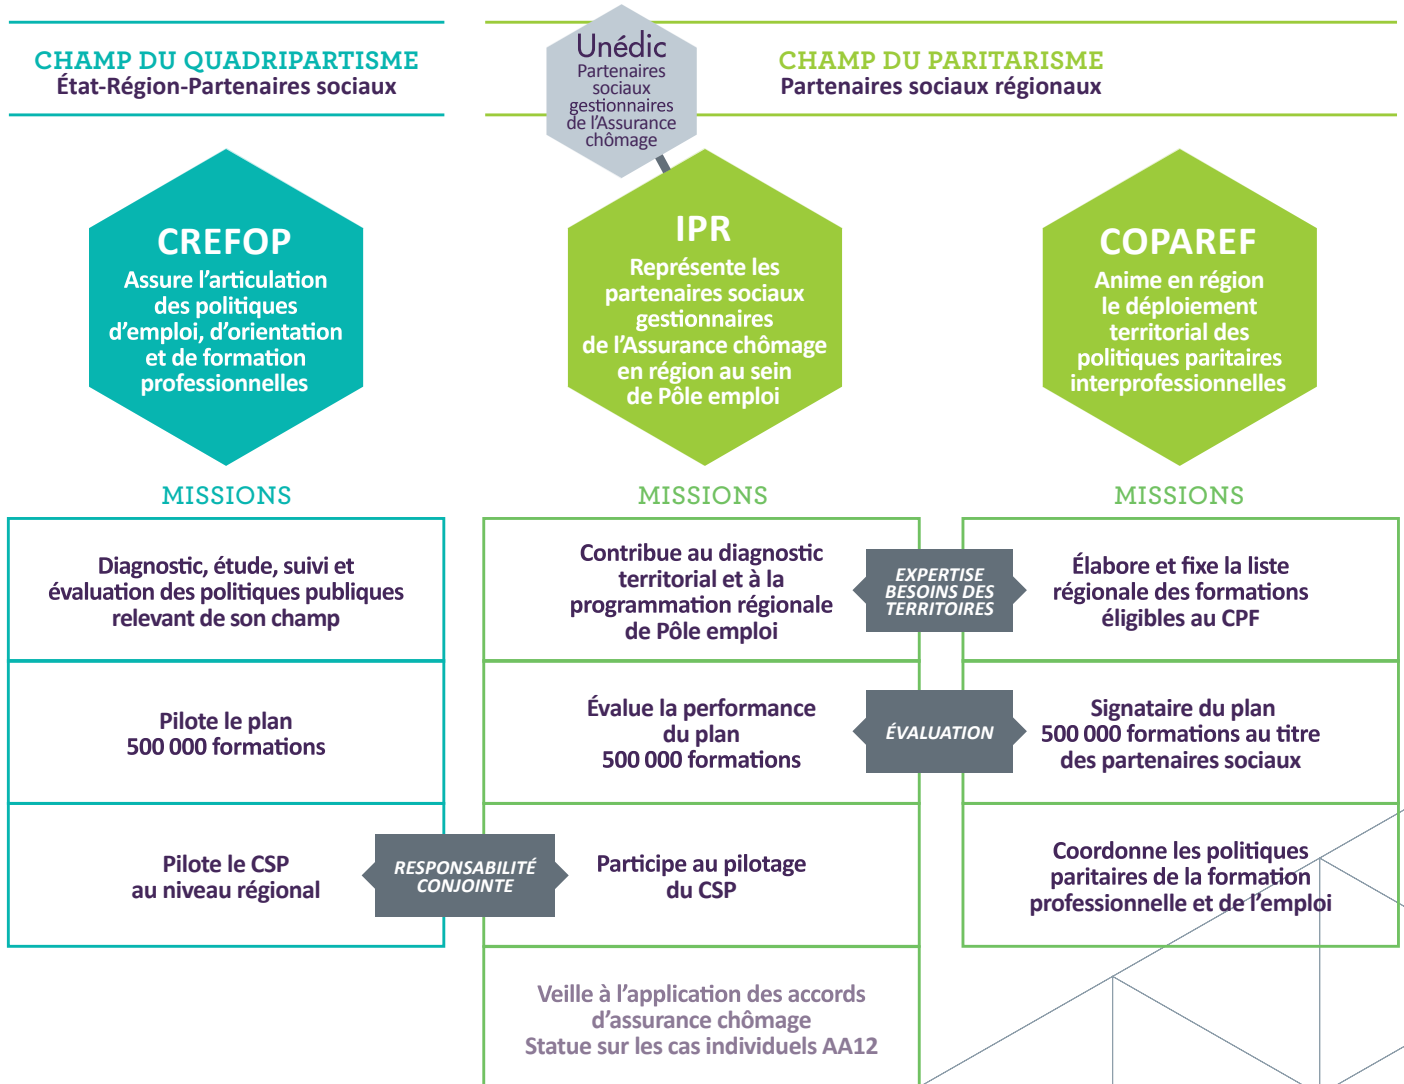 CHAMP DU QUADRIPARTISME
État-Région-Partenaires sociaux
Unédic
Partenaires
sociaux
gestionnaires
de l’Assurance
chômage
CHAMP DU PARITARISME
Partenaires sociaux régionaux
CREFOP
Assure l’articulation
des politiques
d’emploi, d’orientation
et de formation
professionnelles
IPR
Représente les
partenaires sociaux
gestionnaires
de l’Assurance chômage
en région au sein
de Pôle emploi
COPAREF
Anime en région
le déploiement
territorial des
politiques paritaires
interprofessionnelles
MISSIONS
MISSIONS
MISSIONS
Diagnostic, étude, suivi et
évaluation des politiques publiques
relevant de son champ
Contribue au diagnostic
territorial et à la
programmation régionale
de Pôle emploi
EXPERTISE
BESOINS DES
TERRITOIRES
Élabore et fixe la liste
régionale des formations
éligibles au CPF
Pilote le plan
500 000 formations
Évalue la performance
du plan
500 000 formations
ÉVALUATION
Signataire du plan
500 000 formations au titre
des partenaires sociaux
Pilote le CSP
au niveau régional
RESPONSABILITÉ
CONJOINTE
Participe au pilotage
du CSP
Coordonne les politiques
paritaires de la formation
professionnelle et de l’emploi
Veille à l’application des accords
d’assurance chômage
Statue sur les cas individuels AA12